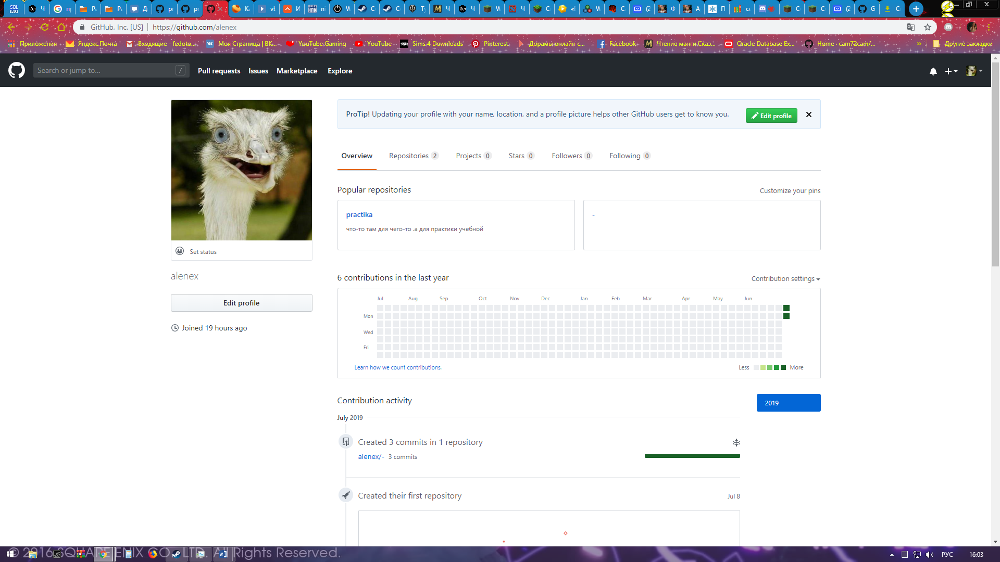 GitHub, Inc. [US] | https://github.com/alenex
Приложения Яндекс.Почта Входящие - fedoto... Моя Страница | ВК... YouTube Gaming YouTube Sims 4 Downloads Pinterest Дорамы онлайн с... Facebook Чтение манги Сказ... Oracle Database Ex... Home · cam72cam/... » Другие закладки
Search or jump to... / Pull requests Issues Marketplace Explore
ProTip! Updating your profile with your name, location, and a profile picture helps other GitHub users get to know you. Edit profile
Overview Repositories 2 Projects 0 Stars 0 Followers 0 Following 0
Popular repositories Customize your pins
practika
что-то там для чего-то .а для практики учебной
-
Set status
alenex
Edit profile
Joined 19 hours ago
6 contributions in the last year Contribution settings
Jul Aug Sep Oct Nov Dec Jan Feb Mar Apr May Jun
Mon
Wed
Fri
Learn how we count contributions. Less More
Contribution activity 2019
July 2019
Created 3 commits in 1 repository
alenex/- 3 commits
Created their first repository Jul 8
© 2016 SQUARE ENIX CO., LTD. All Rights Reserved.
РУС 16:03